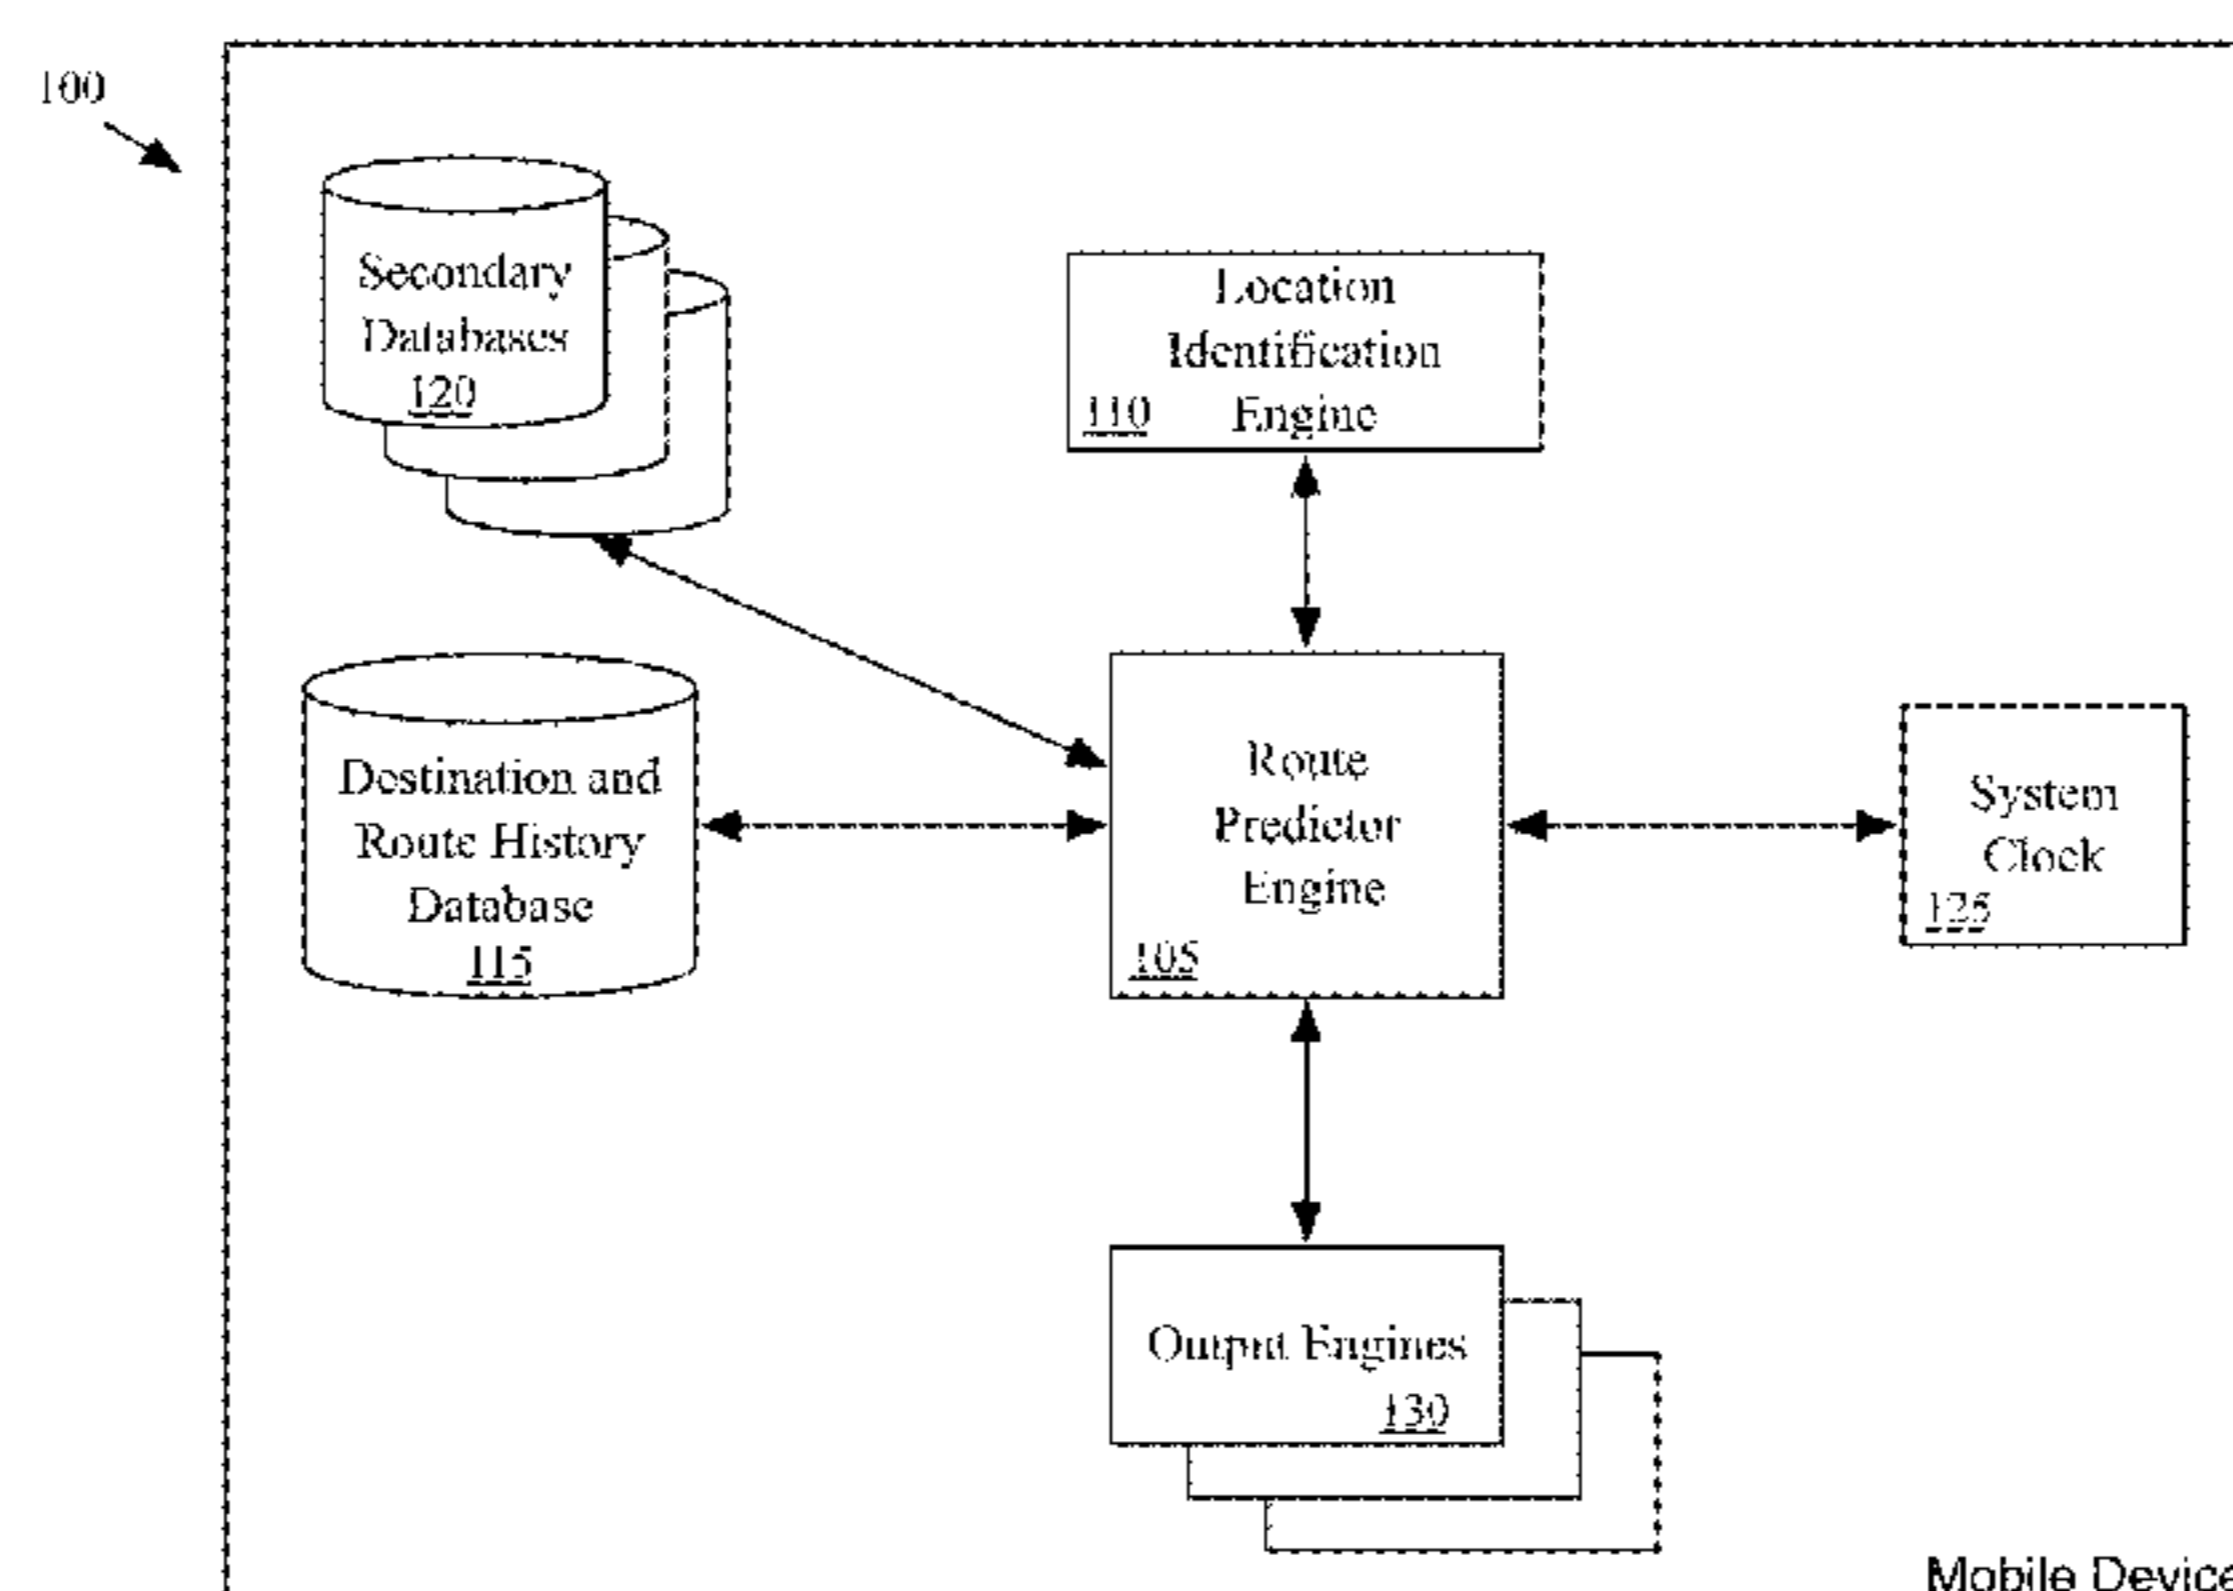 100
Secondary
Databases
120
Location
Identification
Engine
110
Destination and
Route History
Database
115
Route
Predictor
Engine
105
System
Clock
125
Output Engines
130
Mobile Device